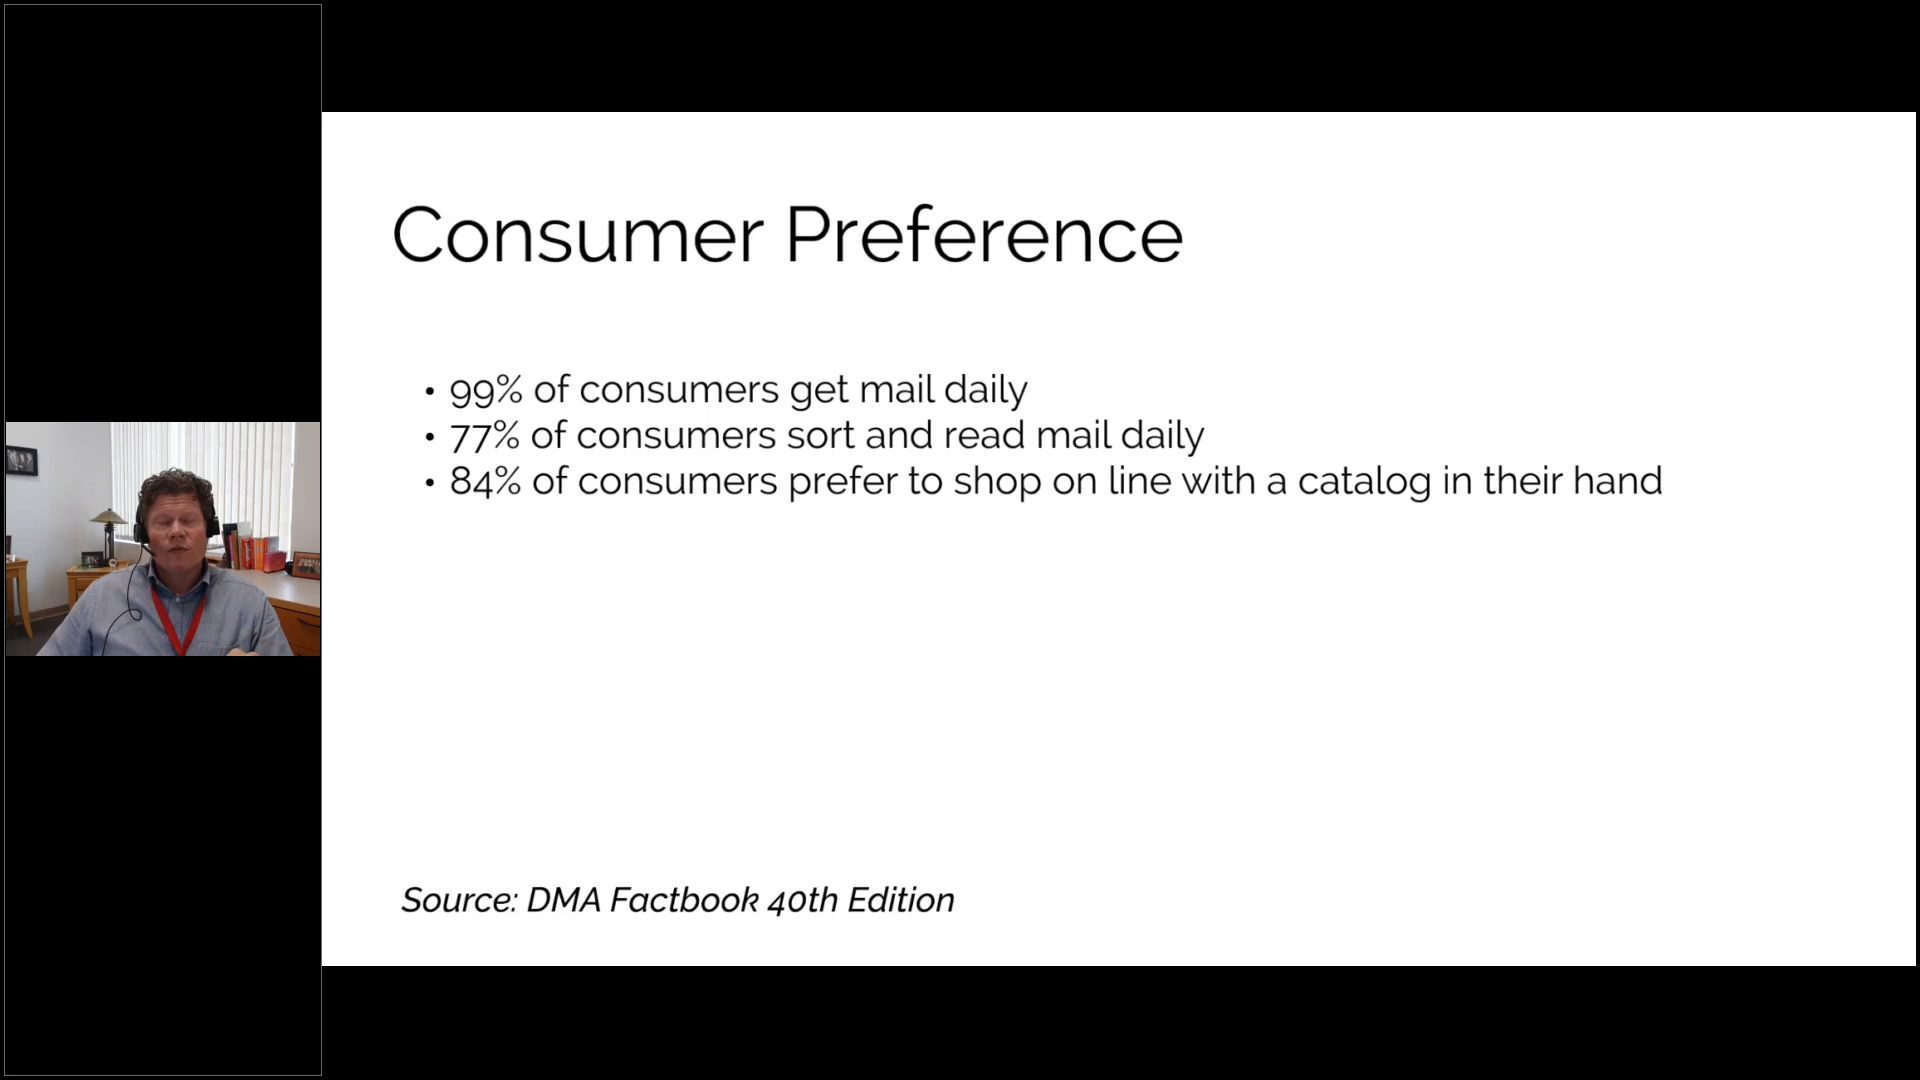 Consumer Preference
• 99% of consumers get mail daily
• 77% of consumers sort and read mail daily
• 84% of consumers prefer to shop on line with a catalog in their hand
Source: DMA Factbook 40th Edition